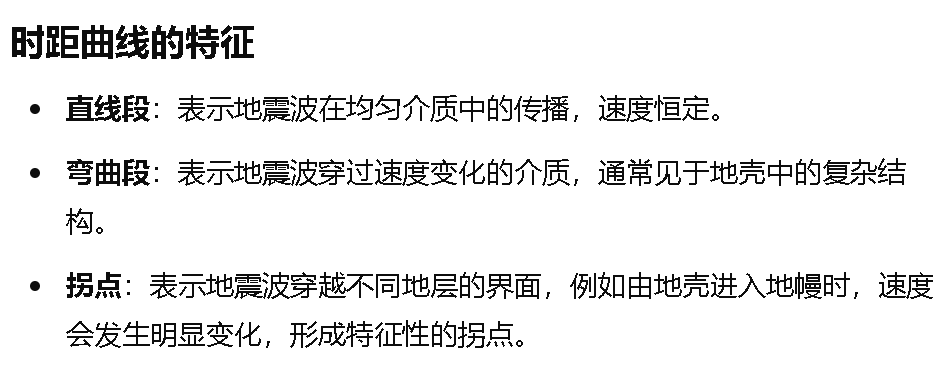 时距曲线的特征
• 直线段：表示地震波在均匀介质中的传播，速度恒定。
• 弯曲段：表示地震波穿过速度变化的介质，通常见于地壳中的复杂结
构。
• 拐点：表示地震波穿越不同地层的界面，例如由地壳进入地幔时，速度
会发生明显变化，形成特征性的拐点。